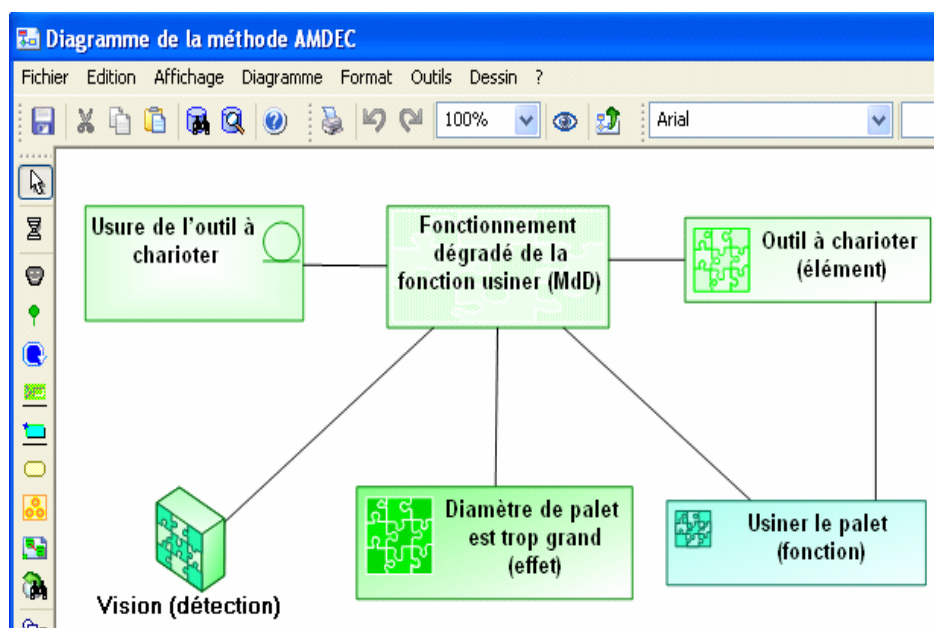 Diagramme de la méthode AMDEC
Fichier Edition Affichage Diagramme Format Outils Dessin ?
100% Arial
Usure de l'outil à
charioter
Fonctionnement
dégradé de la
fonction usiner (MdD)
Outil à charioter
(élément)
Vision (détection)
Diamètre de palet
est trop grand
(effet)
Usiner le palet
(fonction)